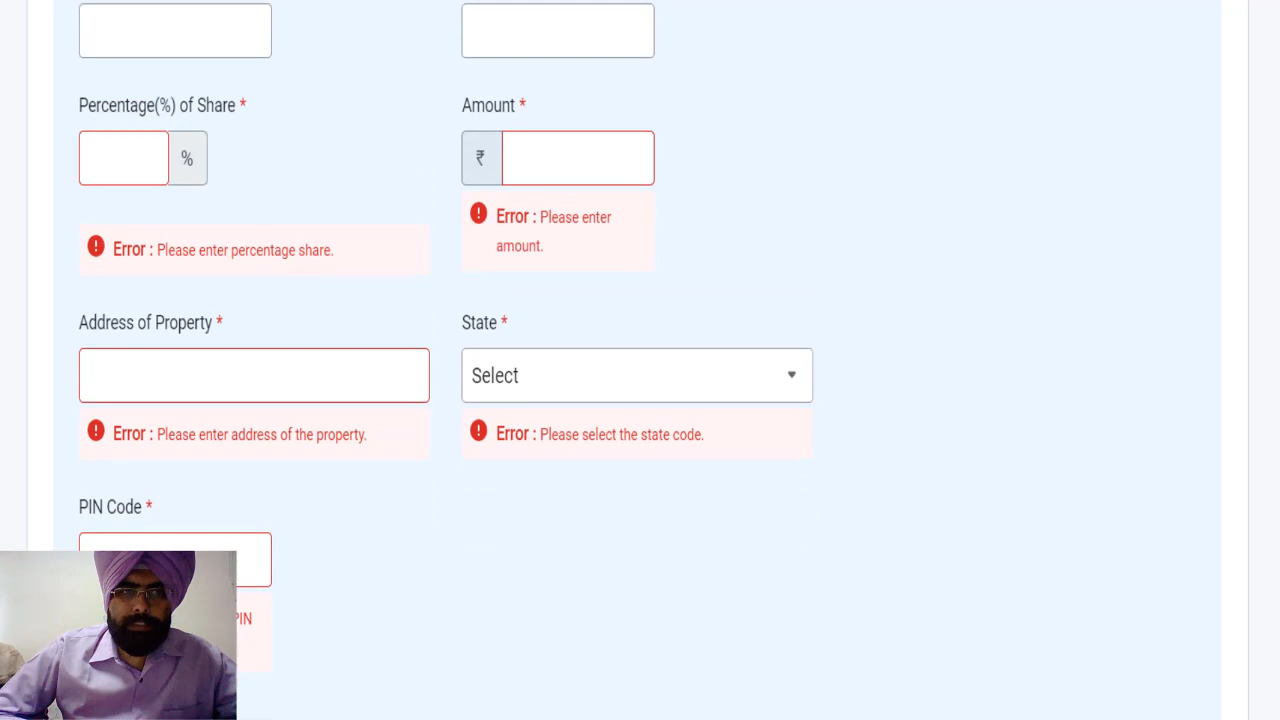 Percentage(%) of Share *
Amount *
%
₹
Error : Please enter
amount.
Error : Please enter percentage share.
Address of Property *
State *
Select
Error : Please enter address of the property.
Error : Please select the state code.
PIN Code *
PIN